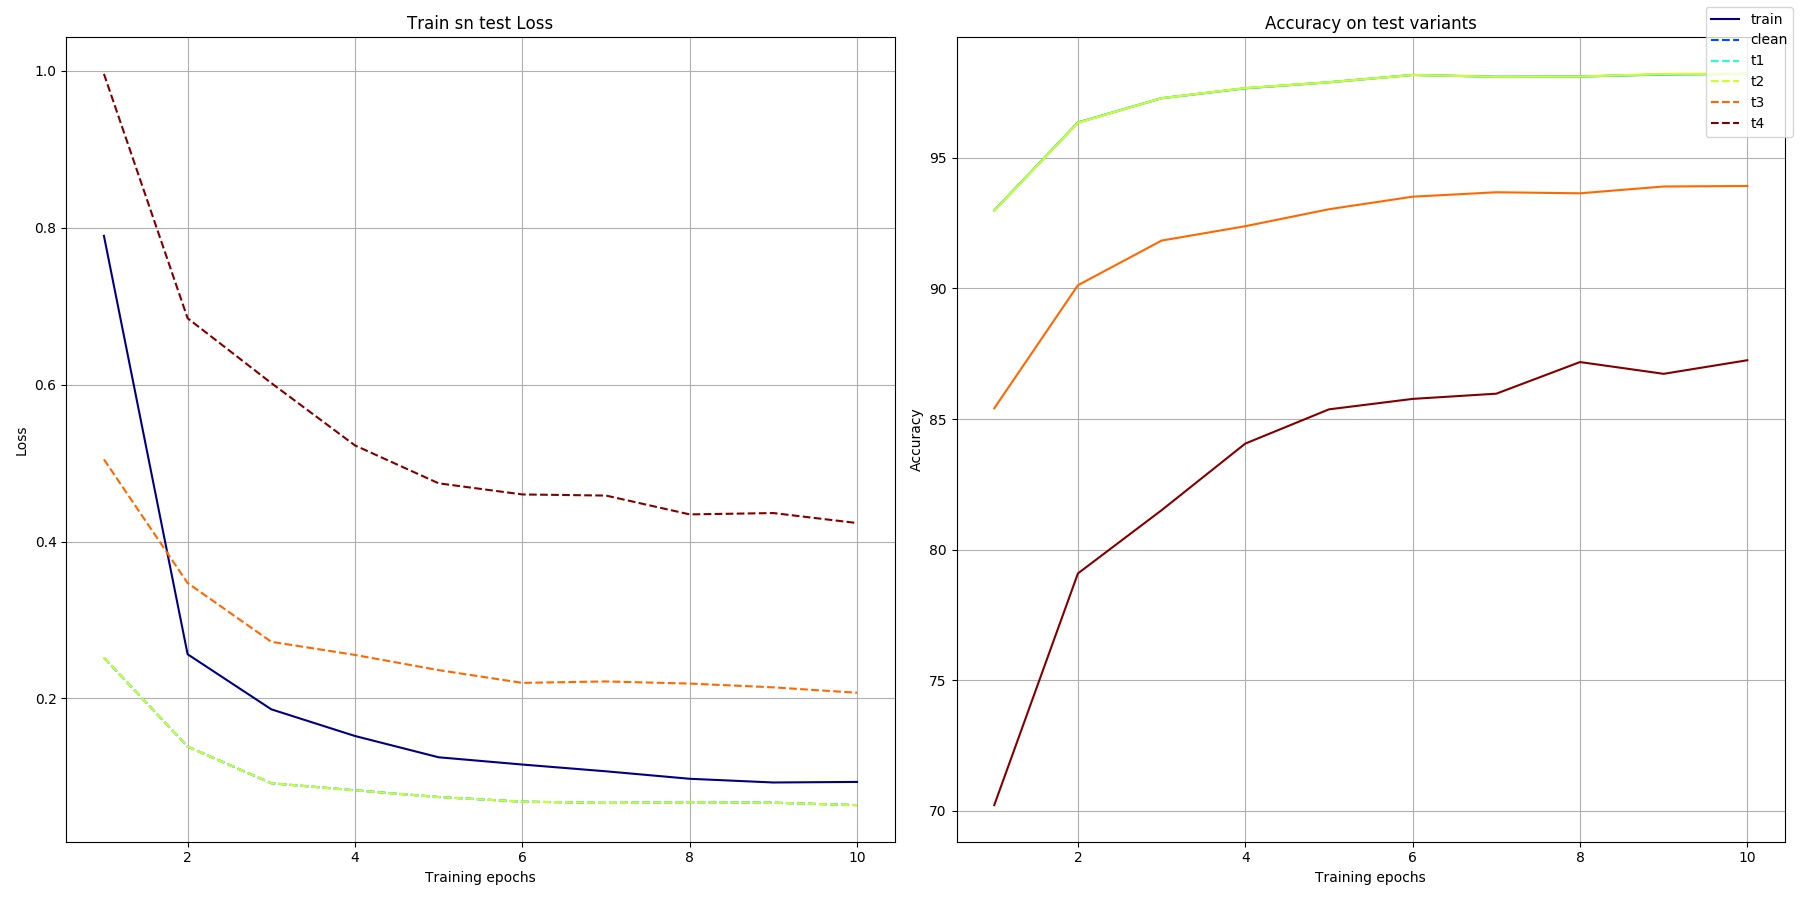 Train sn test Loss
1.0
0.8
0.6
0.4
0.2
Loss
2
4
6
8
10
Training epochs
Accuracy on test variants
95
90
85
80
75
70
Accuracy
2
4
6
8
10
Training epochs
train
clean
t1
t2
t3
t4